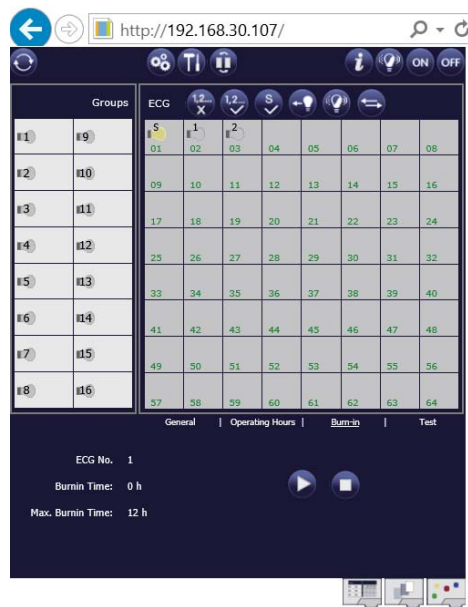 http://192.168.30.107/
i ON OFF
Groups
ECG 1,2... 1,2... S
1) 9)
2) 10)
3) 11)
4) 12)
5) 13)
6) 14)
7) 15)
8) 16)
S 1 2
01 02 03 04 05 06 07 08
09 10 11 12 13 14 15 16
17 18 19 20 21 22 23 24
25 26 27 28 29 30 31 32
33 34 35 36 37 38 39 40
41 42 43 44 45 46 47 48
49 50 51 52 53 54 55 56
57 58 59 60 61 62 63 64
General | Operating Hours | Burn-in | Test
ECG No. 1
Burnin Time: 0 h
Max. Burnin Time: 12 h